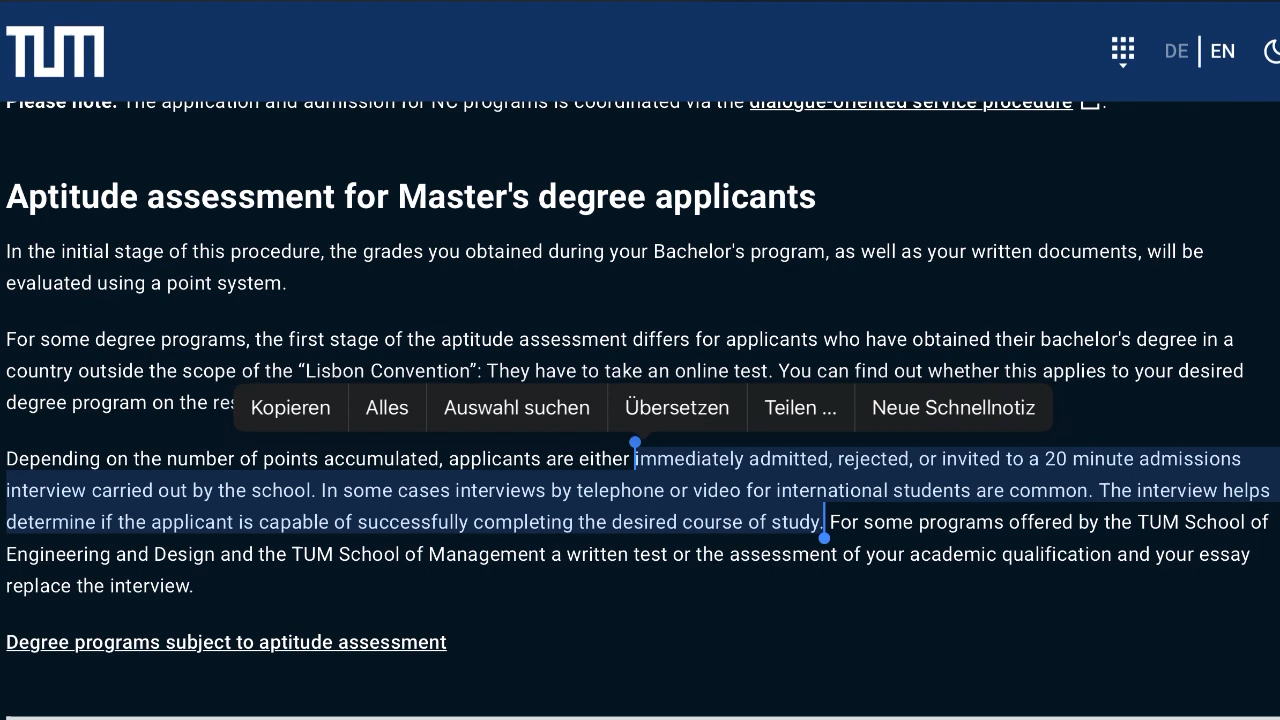 TUM
DE | EN
Please note: The application and admission for NC programs is coordinated via the dialogue-oriented service procedure.
Aptitude assessment for Master's degree applicants
In the initial stage of this procedure, the grades you obtained during your Bachelor's program, as well as your written documents, will be
evaluated using a point system.
For some degree programs, the first stage of the aptitude assessment differs for applicants who have obtained their bachelor's degree in a
country outside the scope of the “Lisbon Convention”: They have to take an online test. You can find out whether this applies to your desired
degree program on the
Kopieren Alles Auswahl suchen Übersetzen Teilen ... Neue Schnellnotiz
Depending on the number of points accumulated, applicants are either immediately admitted, rejected, or invited to a 20 minute admissions
interview carried out by the school. In some cases interviews by telephone or video for international students are common. The interview helps
determine if the applicant is capable of successfully completing the desired course of study. For some programs offered by the TUM School of
Engineering and Design and the TUM School of Management a written test or the assessment of your academic qualification and your essay
replace the interview.
Degree programs subject to aptitude assessment